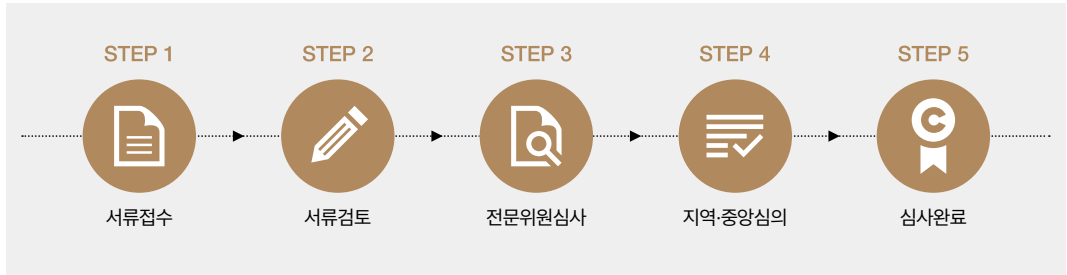 STEP 1
STEP 2
STEP 3
STEP 4
STEP 5
서류접수
서류검토
전문위원심사
지역·중앙심의
심사완료